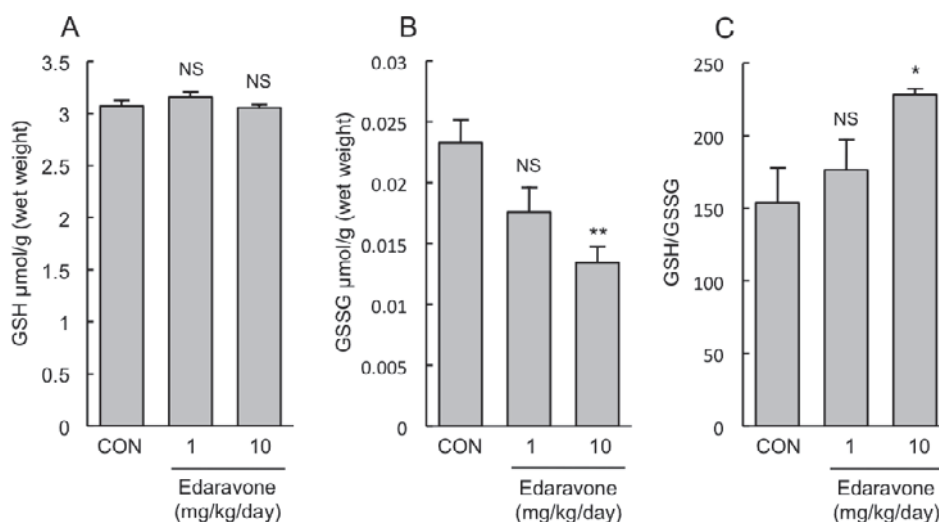 A
GSH μmol/g (wet weight)
3.5
3
2.5
2
1.5
1
0.5
0
NS
NS
CON
1
10
Edaravone
(mg/kg/day)
B
GSSG μmol/g (wet weight)
0.03
0.025
0.02
0.015
0.01
0.005
0
NS
**
CON
1
10
Edaravone
(mg/kg/day)
C
GSH/GSSG
250
200
150
100
50
0
NS
*
CON
1
10
Edaravone
(mg/kg/day)